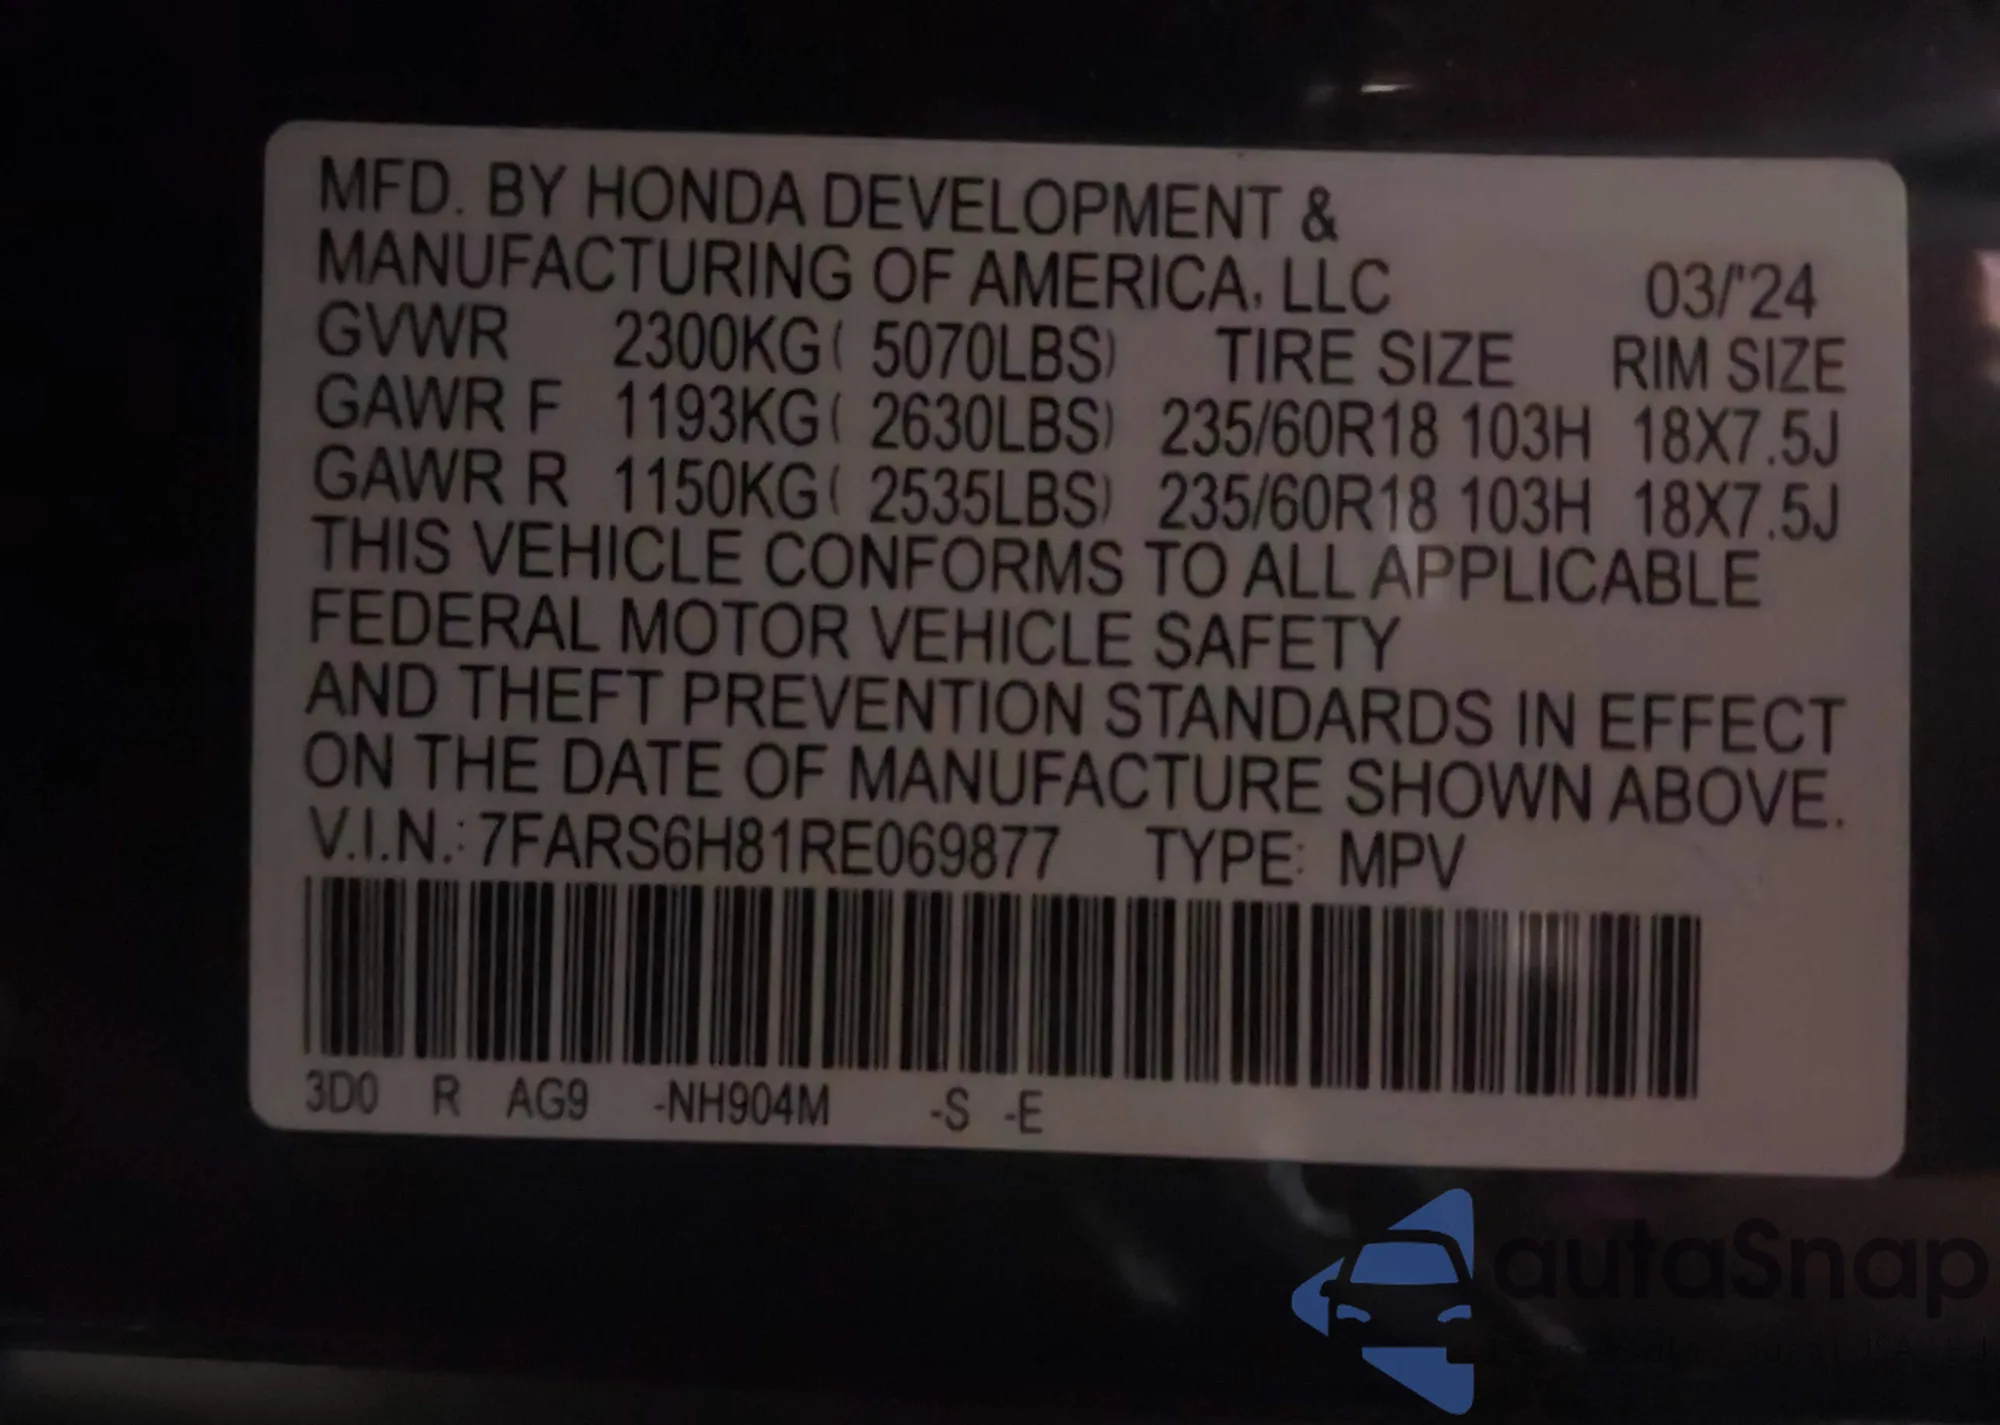 MFD. BY HONDA DEVELOPMENT &
MANUFACTURING OF AMERICA, LLC 03/'24
GVWR 2300KG( 5070LBS) TIRE SIZE RIM SIZE
GAWR F 1193KG( 2630LBS) 235/60R18 103H 18X7.5J
GAWR R 1150KG( 2535LBS) 235/60R18 103H 18X7.5J
THIS VEHICLE CONFORMS TO ALL APPLICABLE
FEDERAL MOTOR VEHICLE SAFETY
AND THEFT PREVENTION STANDARDS IN EFFECT
ON THE DATE OF MANUFACTURE SHOWN ABOVE.
V.I.N.: 7FARS6H81RE069877 TYPE: MPV
3D0 R AG9 -NH904M -S -E
autaSnap